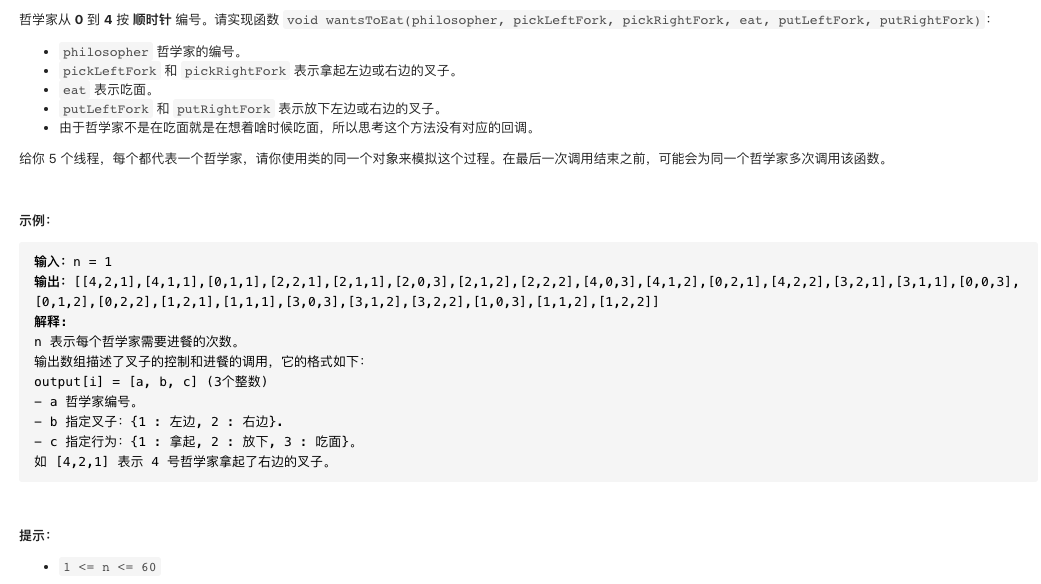 哲学家从 0 到 4 按 顺时针 编号。请实现函数 void wantsToEat(philosopher, pickLeftFork, pickRightFork, eat, putLeftFork, putRightFork)：
• philosopher 哲学家的编号。
• pickLeftFork 和 pickRightFork 表示拿起左边或右边的叉子。
• eat 表示吃面。
• putLeftFork 和 putRightFork 表示放下左边或右边的叉子。
• 由于哲学家不是在吃面就是在想着啥时候吃面，所以思考这个方法没有对应的回调。
给你 5 个线程，每个都代表一个哲学家，请你使用类的同一个对象来模拟这个过程。在最后一次调用结束之前，可能会为同一个哲学家多次调用该函数。
示例：
输入：n = 1
输出：[[4,2,1],[4,1,1],[0,1,1],[2,2,1],[2,1,1],[2,0,3],[2,1,2],[2,2,2],[4,0,3],[4,1,2],[0,2,1],[4,2,2],[3,2,1],[3,1,1],[0,0,3],
[0,1,2],[0,2,2],[1,2,1],[1,1,1],[3,0,3],[3,1,2],[3,2,2],[1,0,3],[1,1,2],[1,2,2]]
解释:
n 表示每个哲学家需要进餐的次数。
输出数组描述了叉子的控制和进餐的调用，它的格式如下：
output[i] = [a, b, c] (3个整数)
- a 哲学家编号。
- b 指定叉子：{1 : 左边, 2 : 右边}.
- c 指定行为：{1 : 拿起, 2 : 放下, 3 : 吃面}。
如 [4,2,1] 表示 4 号哲学家拿起了右边的叉子。
提示：
• 1 <= n <= 60